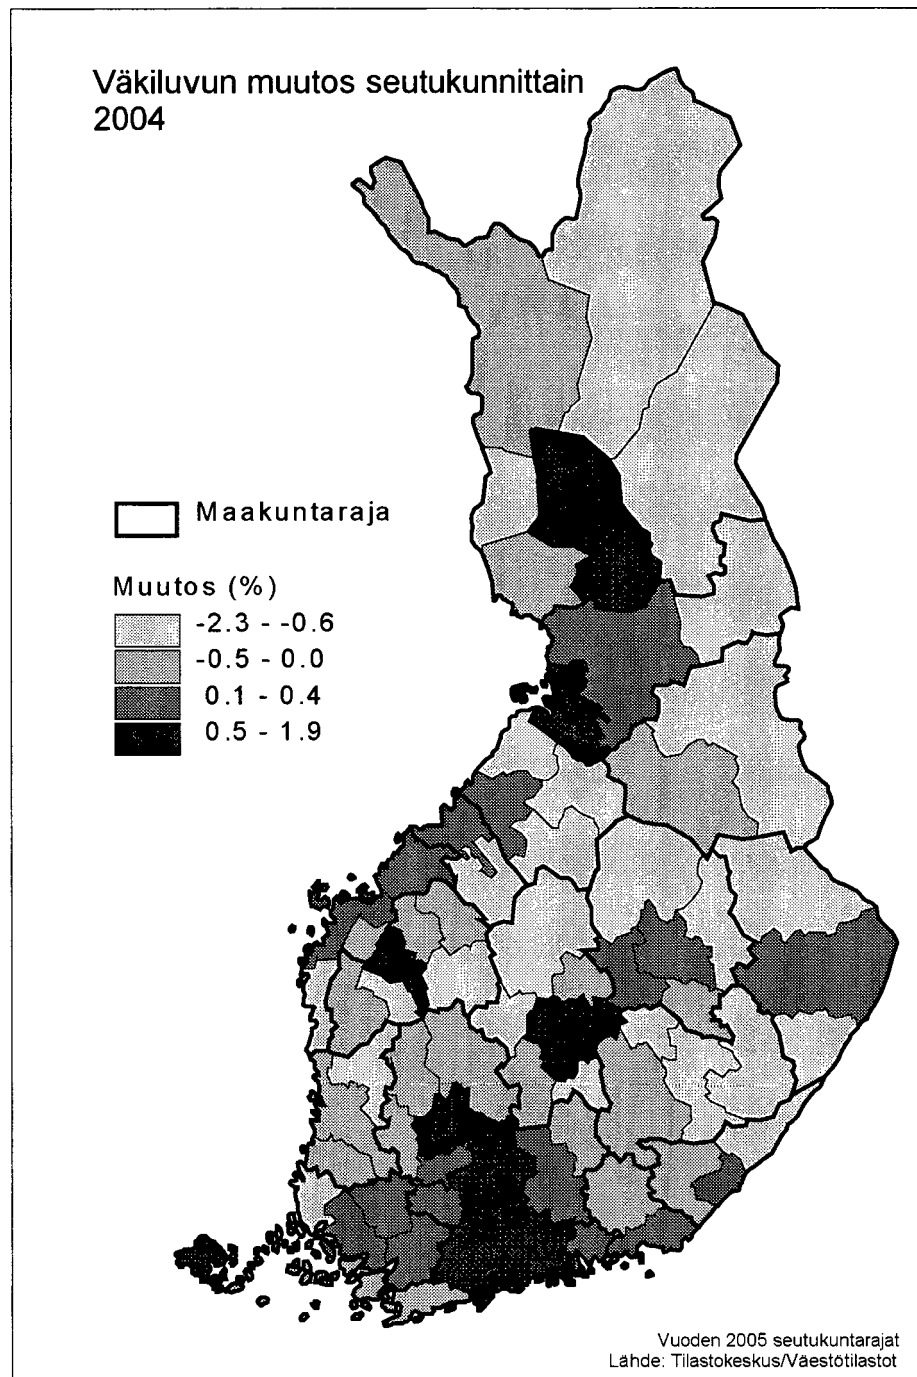 Väkiluvun muutos seutukunnittain
2004
Maakuntaraja
Muutos (%)
-2.3 - -0.6
-0.5 - 0.0
0.1 - 0.4
0.5 - 1.9
Vuoden 2005 seutukuntarajat
Lähde: Tilastokeskus/Väestötilastot